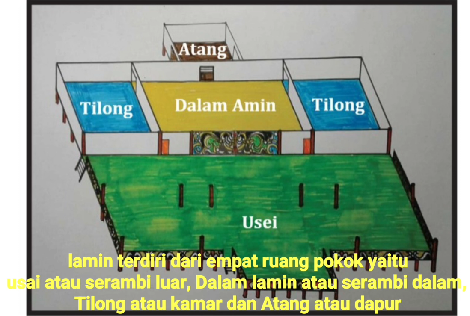 Atang
Tilong
Dalam Amin
Tilong
Usei
lamin terdiri dari empat ruang pokok yaitu
usai atau serambi luar, Dalam lamin atau serambi dalam,
Tilong atau kamar dan Atang atau dapur